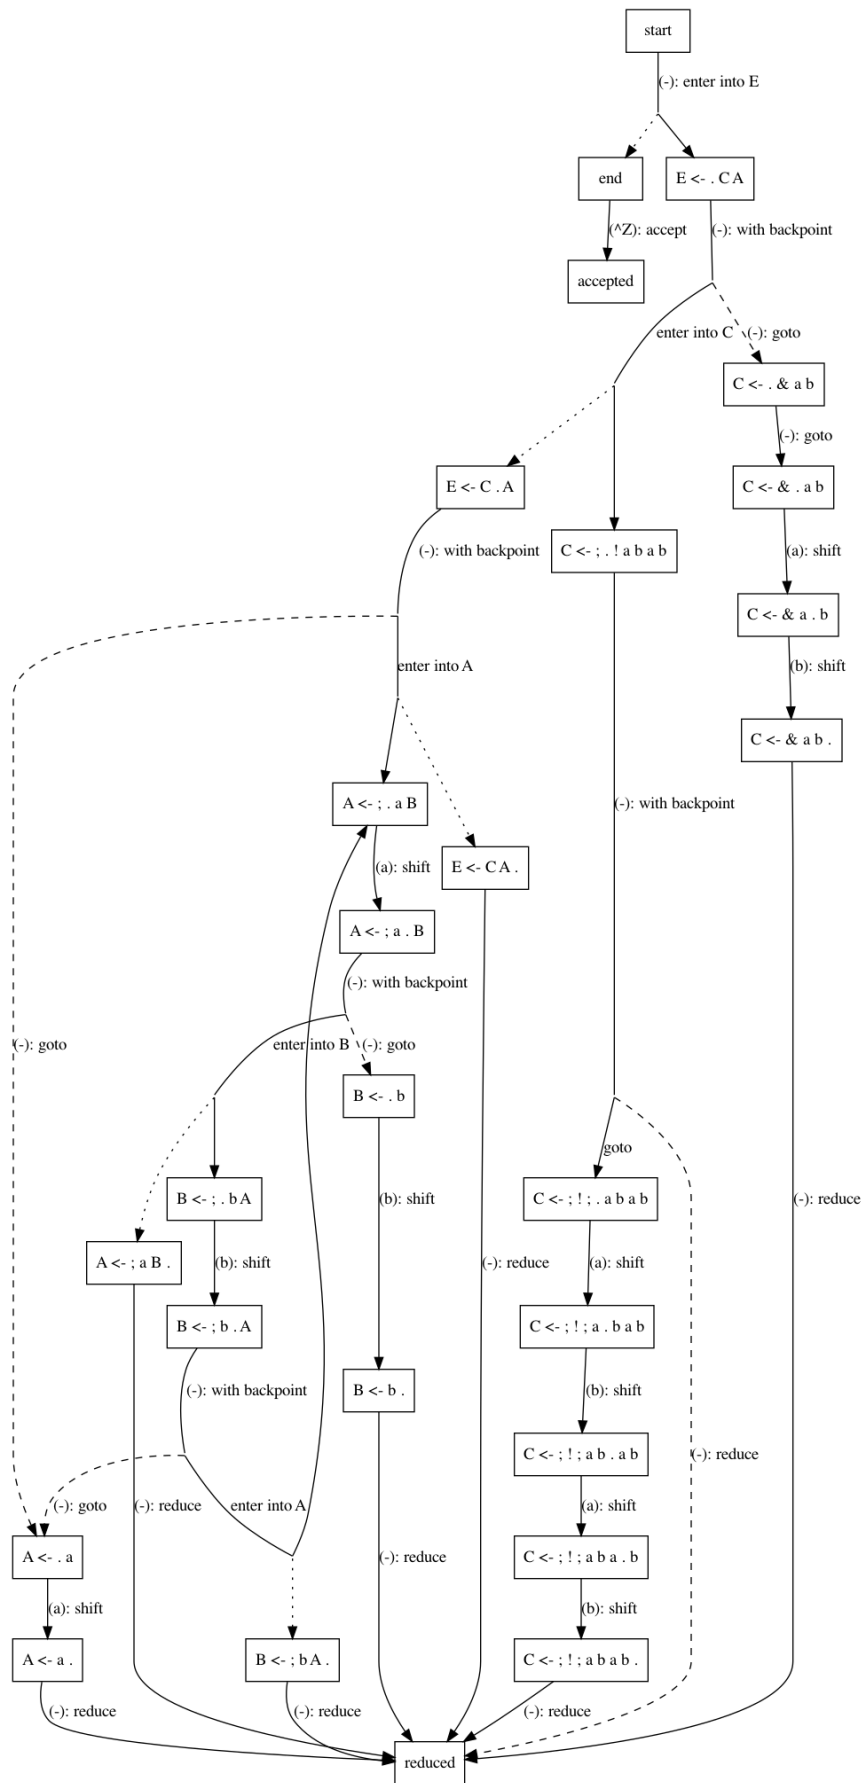 start
(-): enter into E
end
E <- . C A
(^Z): accept
(-): with backpoint
accepted
enter into C
(-): goto
C <- . & a b
(-): goto
E <- C . A
C <- & . a b
(-): with backpoint
C <- ; . ! a b a b
(a): shift
C <- & a . b
enter into A
(b): shift
C <- & a b .
A <- ; . a B
(-): with backpoint
(a): shift
E <- C A .
A <- ; a . B
(-): with backpoint
(-): goto
enter into B
(-): goto
B <- . b
goto
B <- ; . b A
(b): shift
C <- ; ! ; . a b a b
(-): reduce
A <- ; a B .
(b): shift
(-): reduce
(a): shift
B <- ; b . A
C <- ; ! ; a . b a b
(-): with backpoint
B <- b .
(b): shift
C <- ; ! ; a b . a b
(-): reduce
(-): goto
(-): reduce
enter into A
(a): shift
A <- . a
(-): reduce
C <- ; ! ; a b a . b
(a): shift
(b): shift
A <- a .
B <- ; b A .
C <- ; ! ; a b a b .
(-): reduce
(-): reduce
(-): reduce
reduced